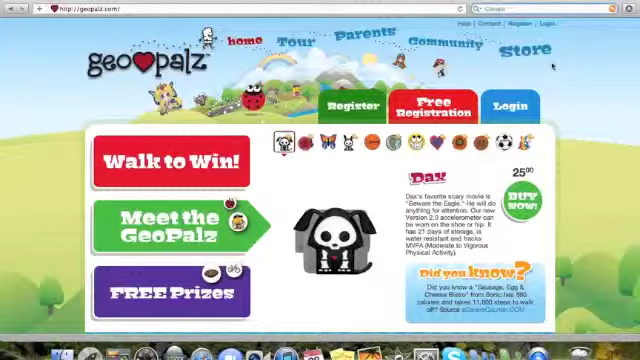 http://geopalz.com/
Google
Help | Contact | Register | Login
geopalz
home
Tour
Parents
Community
Store
Register
Free
Registration
Login
Walk to Win!
Meet the
GeoPalz
FREE Prizes
Dax
25.00
BUY
NOW!
Dax's favorite scary movie is
"Beware the Eagle." He will do
anything for attention. Our new
Version 2.0 accelerometer can
be worn on the shoe or hip. It
has 21 days of storage, is
water resistant and tracks
MVPA (Moderate to Vigorous
Physical Activity)
Did you know?
Did you know a "Sausage, Egg &
Cheese Bistro" from Sonic has
calories and takes 11,800 steps to walk
off? Source